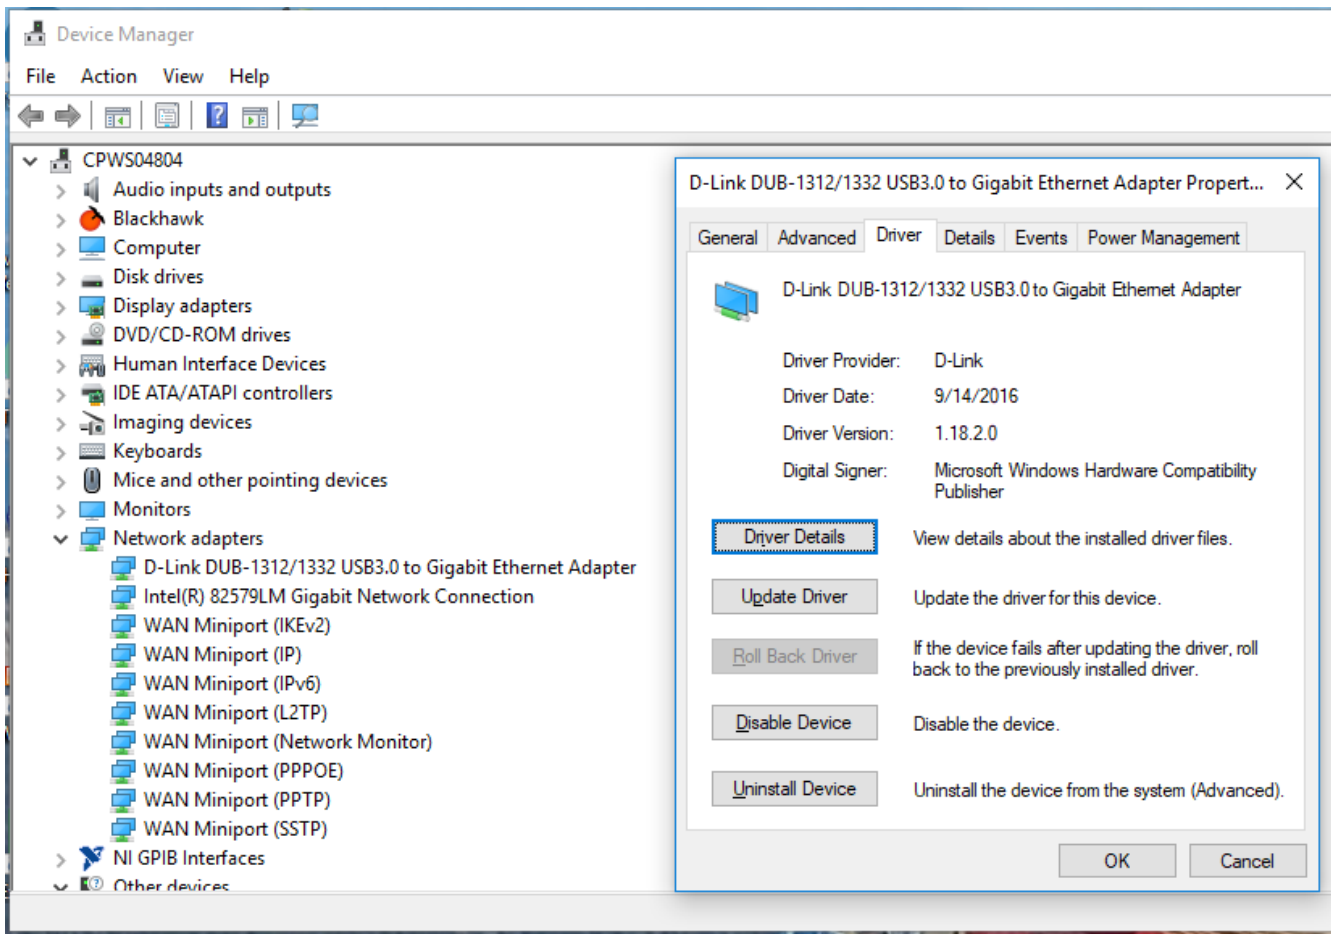 Device Manager
File Action View Help
CPWS04804
Audio inputs and outputs
Blackhawk
Computer
Disk drives
Display adapters
DVD/CD-ROM drives
Human Interface Devices
IDE ATA/ATAPI controllers
Imaging devices
Keyboards
Mice and other pointing devices
Monitors
Network adapters
D-Link DUB-1312/1332 USB3.0 to Gigabit Ethernet Adapter
Intel(R) 82579LM Gigabit Network Connection
WAN Miniport (IKEv2)
WAN Miniport (IP)
WAN Miniport (IPv6)
WAN Miniport (L2TP)
WAN Miniport (Network Monitor)
WAN Miniport (PPPOE)
WAN Miniport (PPTP)
WAN Miniport (SSTP)
NI GPIB Interfaces
Other devices
D-Link DUB-1312/1332 USB3.0 to Gigabit Ethernet Adapter Propert...
General Advanced Driver Details Events Power Management
D-Link DUB-1312/1332 USB3.0 to Gigabit Ethernet Adapter
Driver Provider: D-Link
Driver Date: 9/14/2016
Driver Version: 1.18.2.0
Digital Signer: Microsoft Windows Hardware Compatibility
Publisher
Driver Details View details about the installed driver files.
Update Driver Update the driver for this device.
Roll Back Driver If the device fails after updating the driver, roll
back to the previously installed driver.
Disable Device Disable the device.
Uninstall Device Uninstall the device from the system (Advanced).
OK Cancel